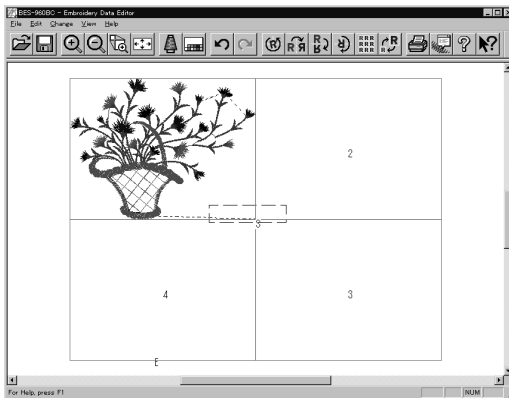 BES-960BC - Embroidery Data Editor
File Edit Change View Help
R R R R R R R R R R R R R R R R R ? ?
2
S
4 3
E
For Help, press F1 NUM